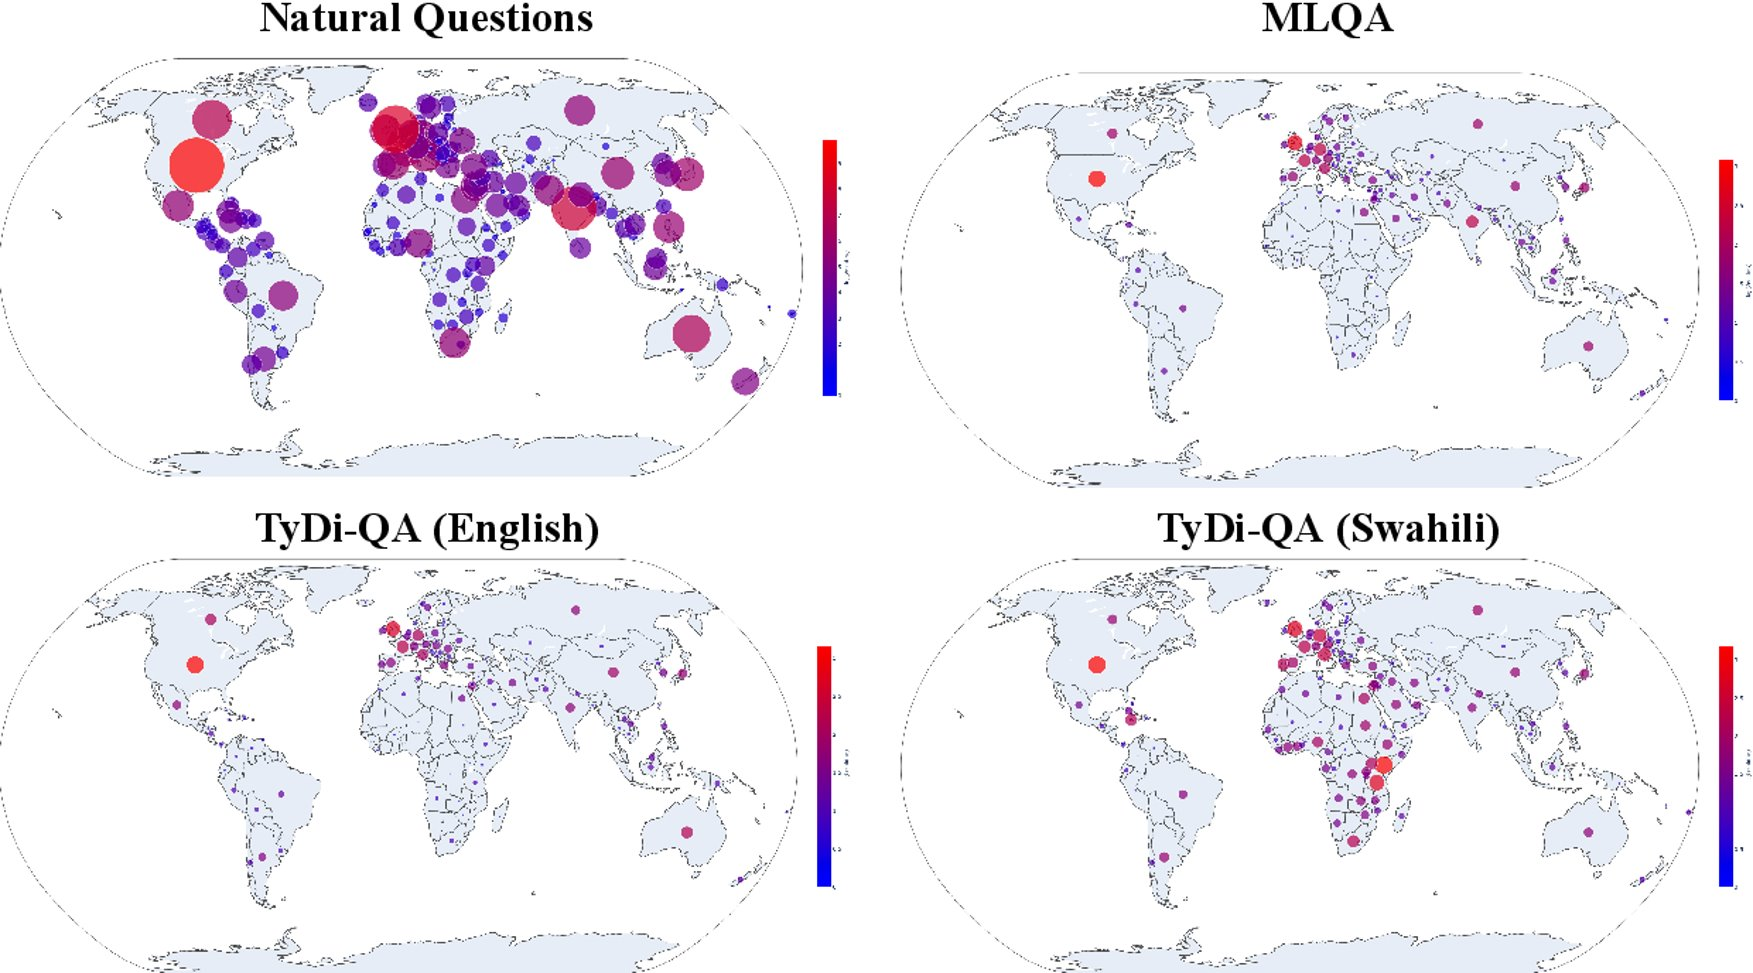 Natural Questions
MLQA
TyDi-QA (English)
TyDi-QA (Swahili)